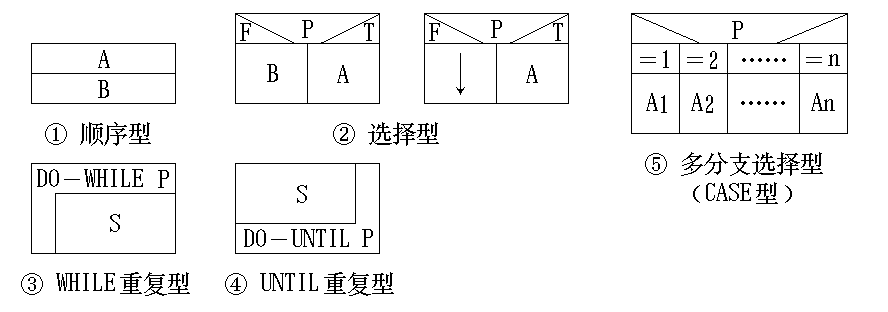 A
B
① 顺序型
F P T
B A
F P T
A
② 选择型
P
=1 =2 …… =n
A1 A2 …… An
⑤ 多分支选择型
（CASE型）
DO－WHILE P
S
③ WHILE重复型
S
DO－UNTIL P
④ UNTIL重复型